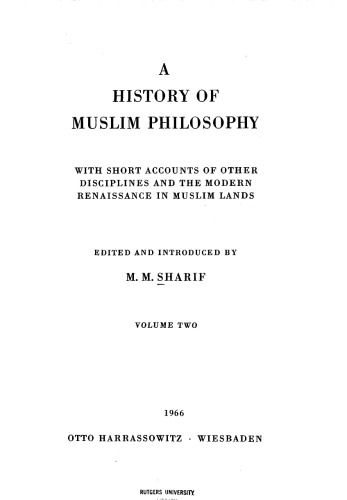 A
HISTORY OF
MUSLIM PHILOSOPHY
WITH SHORT ACCOUNTS OF OTHER
DISCIPLINES AND THE MODERN
RENAISSANCE IN MUSLIM LANDS
EDITED AND INTRODUCED BY
M. M. SHARIF
VOLUME TWO
1966
OTTO HARRASSOWITZ · WIESBADEN
RUTGERS UNIVERSITY